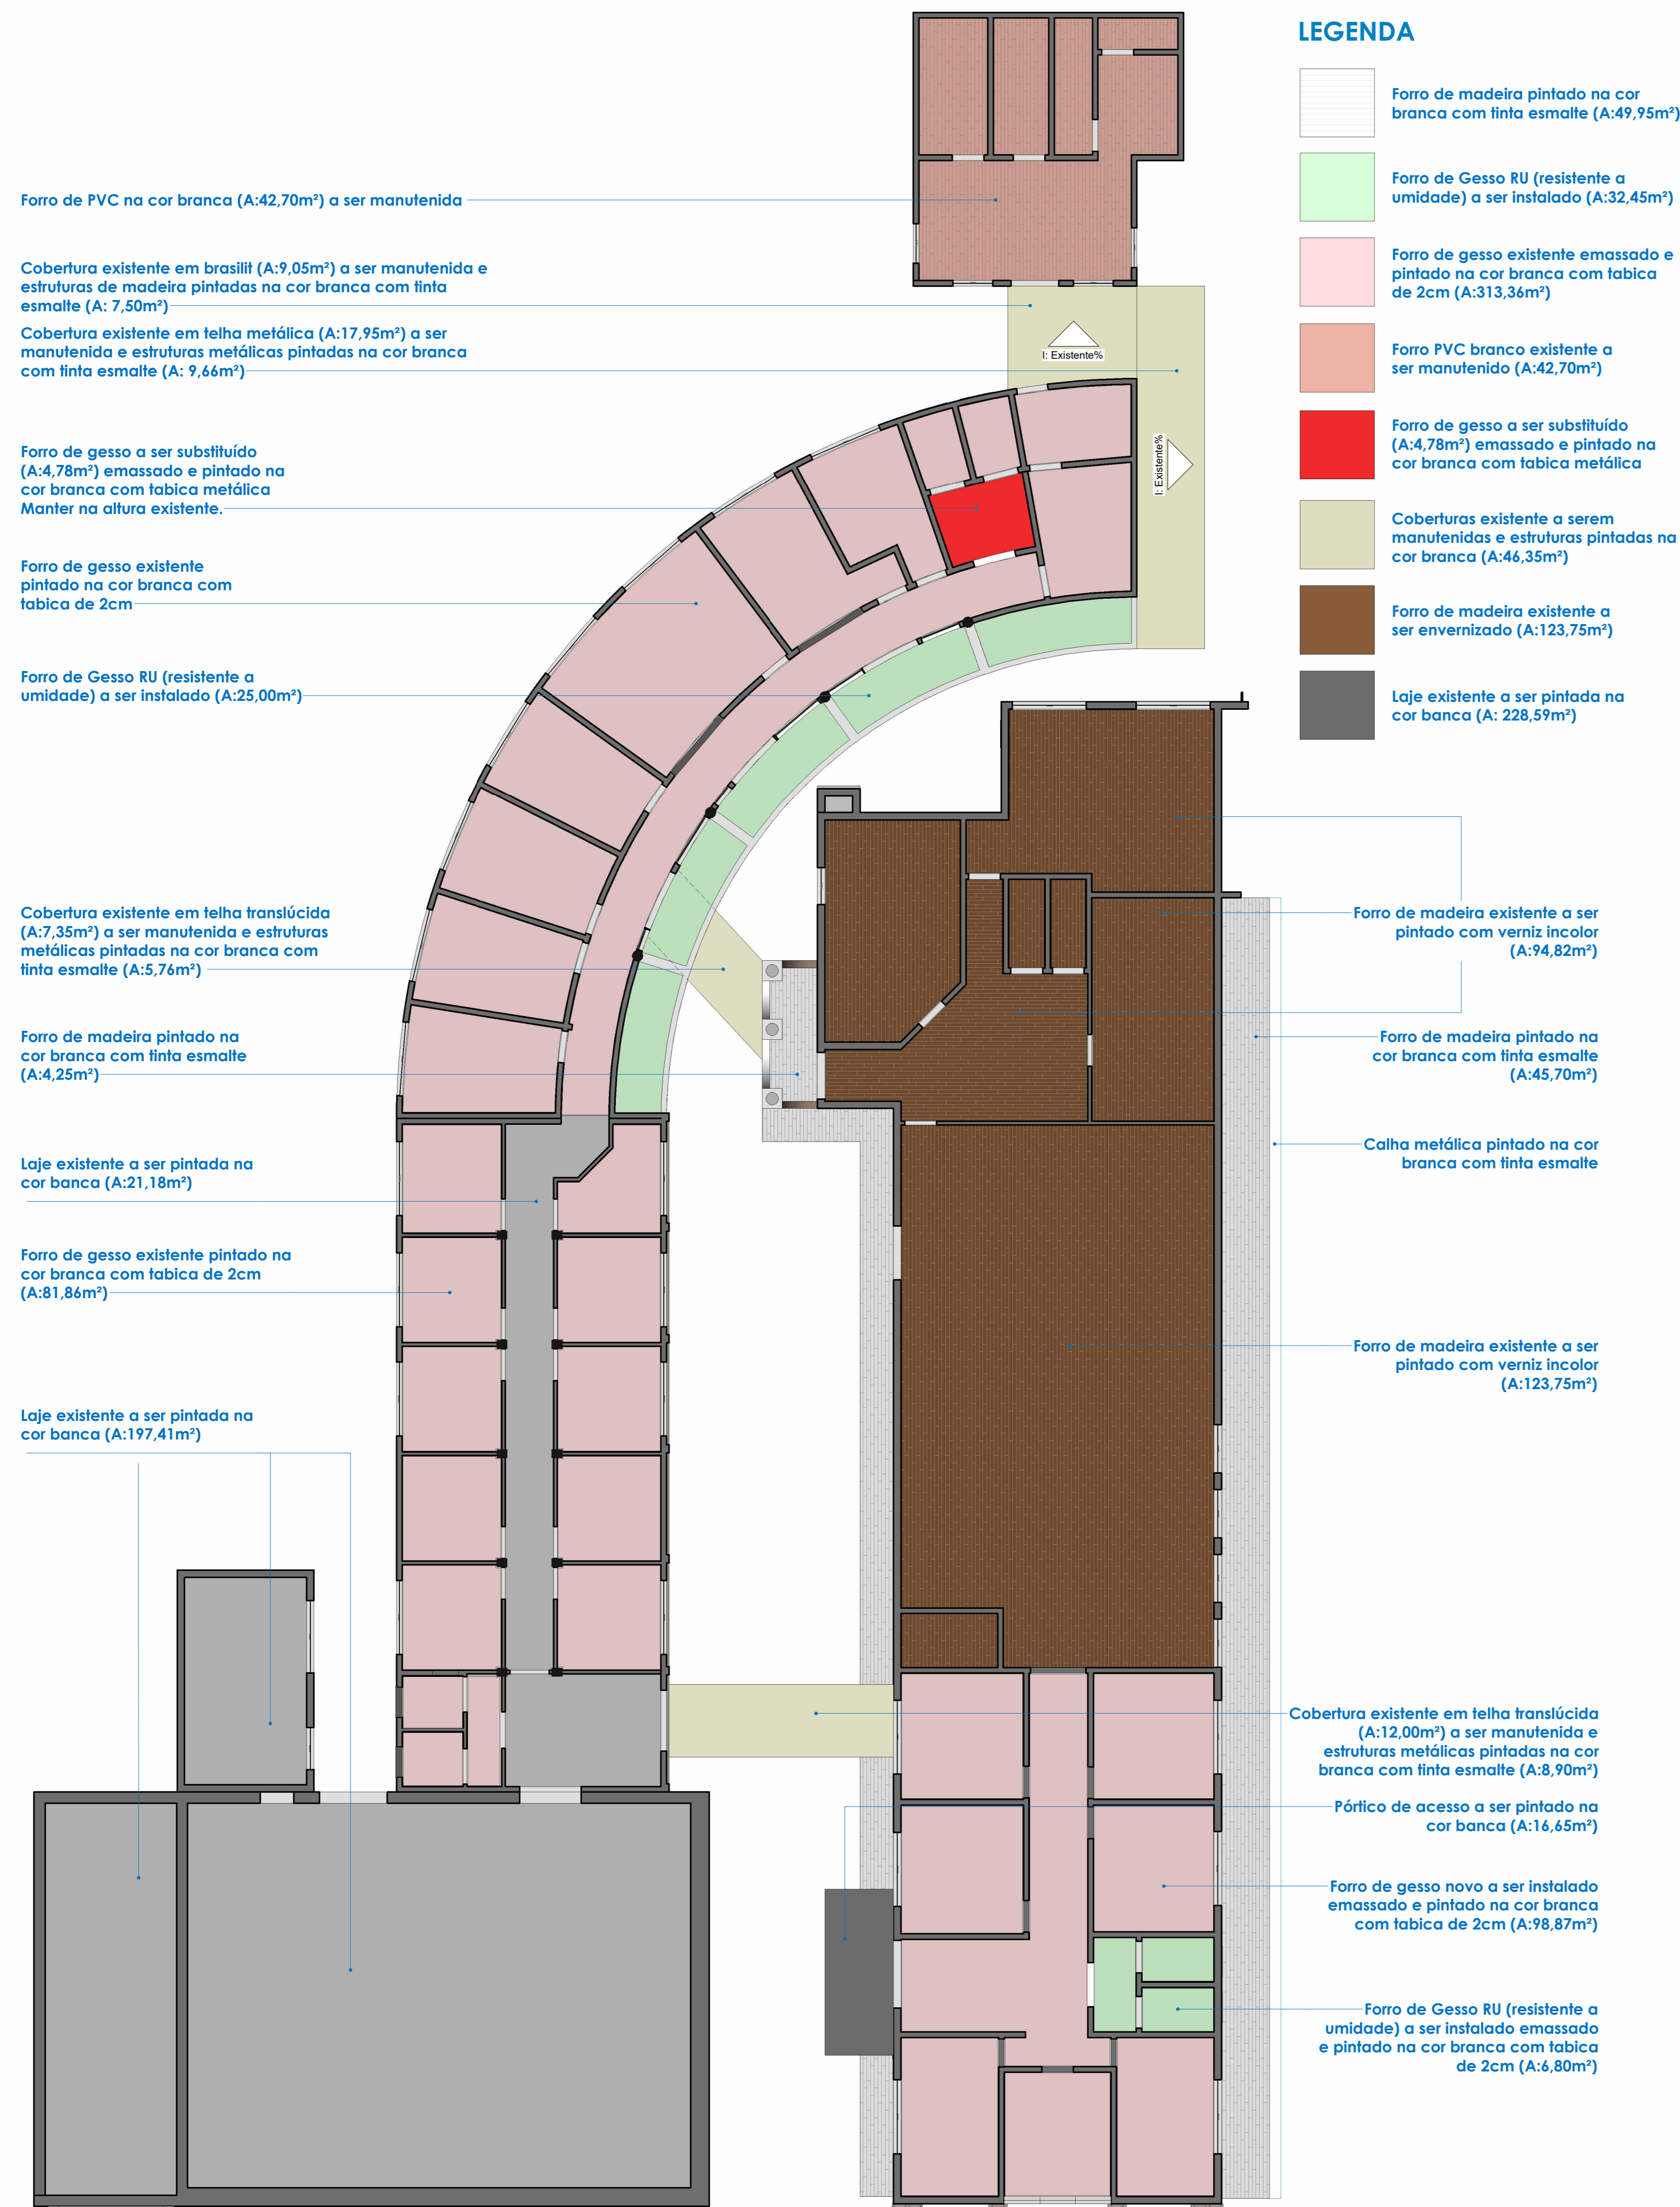 LEGENDA
Forro de madeira pintado na cor
branca com tinta esmalte (A:49,95m²)
Forro de Gesso RU (resistente a
umidade) a ser instalado (A:32,45m²)
Forro de gesso existente emassado e
pintado na cor branca com tabica
de 2cm (A:313,36m²)
Forro PVC branco existente a
ser manutenido (A:42,70m²)
Forro de gesso a ser substituído
(A:4,78m²) emassado e pintado na
cor branca com tabica metálica
Coberturas existente a serem
manutenidas e estruturas pintadas na
cor branca (A:46,35m²)
Forro de madeira existente a
ser envernizado (A:123,75m²)
Laje existente a ser pintada na
cor banca (A: 228,59m²)
Forro de PVC na cor branca (A:42,70m²) a ser manutenida
Cobertura existente em brasilit (A:9,05m²) a ser manutenida e
estruturas de madeira pintadas na cor branca com tinta
esmalte (A: 7,50m²)
Cobertura existente em telha metálica (A:17,95m²) a ser
manutenida e estruturas metálicas pintadas na cor branca
com tinta esmalte (A: 9,66m²)
I: Existente%
I: Existente%
Forro de gesso a ser substituído
(A:4,78m²) emassado e pintado na
cor branca com tabica metálica
Manter na altura existente.
Forro de gesso existente
pintado na cor branca com
tabica de 2cm
Forro de Gesso RU (resistente a
umidade) a ser instalado (A:25,00m²)
Cobertura existente em telha translúcida
(A:7,35m²) a ser manutenida e estruturas
metálicas pintadas na cor branca com
tinta esmalte (A:5,76m²)
Forro de madeira pintado na
cor branca com tinta esmalte
(A:4,25m²)
Laje existente a ser pintada na
cor banca (A:21,18m²)
Forro de gesso existente pintado na
cor branca com tabica de 2cm
(A:81,86m²)
Laje existente a ser pintada na
cor banca (A:197,41m²)
Forro de madeira existente a ser
pintado com verniz incolor
(A:94,82m²)
Forro de madeira pintado na
cor branca com tinta esmalte
(A:45,70m²)
Calha metálica pintado na cor
branca com tinta esmalte
Forro de madeira existente a ser
pintado com verniz incolor
(A:123,75m²)
Cobertura existente em telha translúcida
(A:12,00m²) a ser manutenida e
estruturas metálicas pintadas na cor
branca com tinta esmalte (A:8,90m²)
Pórtico de acesso a ser pintado na
cor banca (A:16,65m²)
Forro de gesso novo a ser instalado
emassado e pintado na cor branca
com tabica de 2cm (A:98,87m²)
Forro de Gesso RU (resistente a
umidade) a ser instalado emassado
e pintado na cor branca com tabica
de 2cm (A:6,80m²)